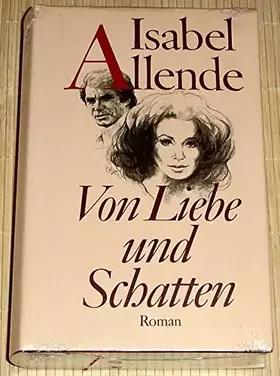 Isabel
Allende
Von Liebe
und
Schatten
Roman